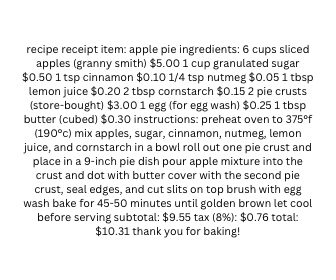 recipe receipt item: apple pie ingredients: 6 cups sliced
apples (granny smith) $5.00 1 cup granulated sugar
$0.50 1 tsp cinnamon $0.10 1/4 tsp nutmeg $0.05 1 tbsp
lemon juice $0.20 2 tbsp cornstarch $0.15 2 pie crusts
(store-bought) $3.00 1 egg (for egg wash) $0.25 1 tbsp
butter (cubed) $0.30 instructions: preheat oven to 375°f
(190°c) mix apples, sugar, cinnamon, nutmeg, lemon
juice, and cornstarch in a bowl roll out one pie crust and
place in a 9-inch pie dish pour apple mixture into the
crust and dot with butter cover with the second pie
crust, seal edges, and cut slits on top brush with egg
wash bake for 45-50 minutes until golden brown let cool
before serving subtotal: $9.55 tax (8%): $0.76 total:
$10.31 thank you for baking!